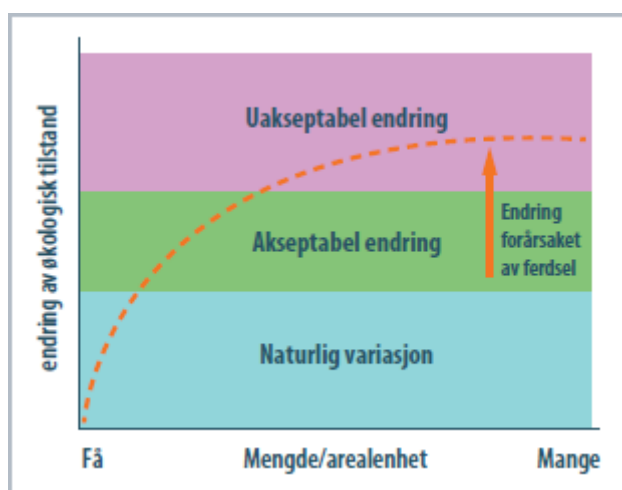 endring av økologisk tilstand
Uakseptabel endring
Endring
forårsaket
av ferdsel
Akseptabel endring
Naturlig variasjon
Få
Mengde/arealenhet
Mange